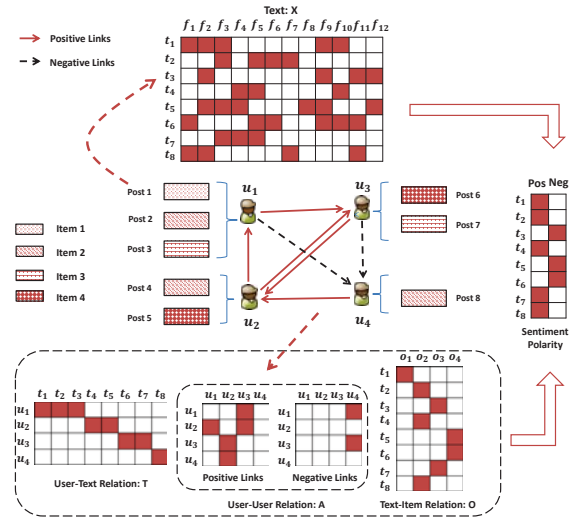 Text: X
f1 f2 f3 f4 f5 f6 f7 f8 f9 f10 f11 f12
Positive Links
Negative Links
t1
t2
t3
t4
t5
t6
t7
t8
Post 1
Post 2
Post 3
Post 4
Post 5
u1
u2
u3
u4
Post 6
Post 7
Post 8
Item 1
Item 2
Item 3
Item 4
Pos Neg
t1
t2
t3
t4
t5
t6
t7
t8
Sentiment
Polarity
t1 t2 t3 t4 t5 t6 t7 t8
u1
u2
u3
u4
User-Text Relation: T
u1 u2 u3 u4
u1
u2
u3
u4
Positive Links
u1 u2 u3 u4
u1
u2
u3
u4
Negative Links
User-User Relation: A
o1 o2 o3 o4
t1
t2
t3
t4
t5
t6
t7
t8
Text-Item Relation: O